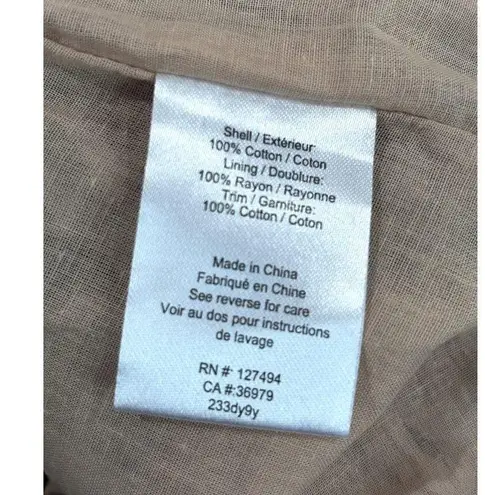 Shell / Extérieur:
100% Cotton / Coton
Lining / Doublure:
100% Rayon / Rayonne
Trim / Garniture:
100% Cotton / Coton
Made in China
Fabriqué en Chine
See reverse for care
Voir au dos pour instructions
de lavage
RN #: 127494
CA #:36979
233dy9y